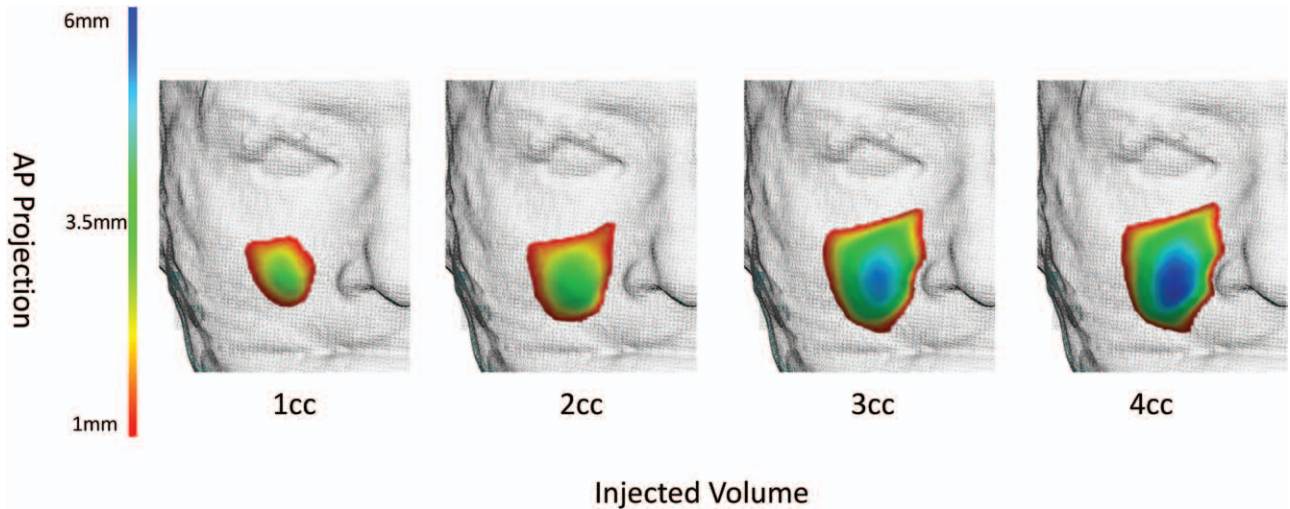 6mm
AP Projection
3.5mm
1mm
1cc
2cc
3cc
4cc
Injected Volume